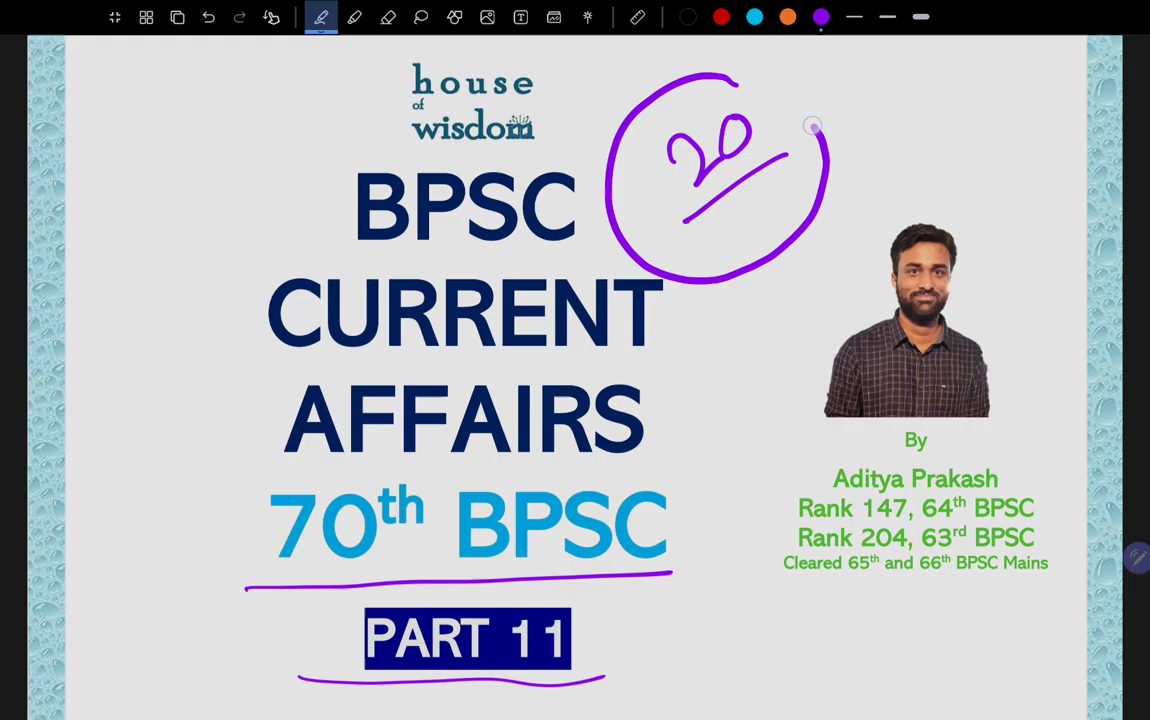 house
of
wisdom
20
BPSC
CURRENT
AFFAIRS
70th BPSC
PART 11
By
Aditya Prakash
Rank 147, 64th BPSC
Rank 204, 63rd BPSC
Cleared 65th and 66th BPSC Mains